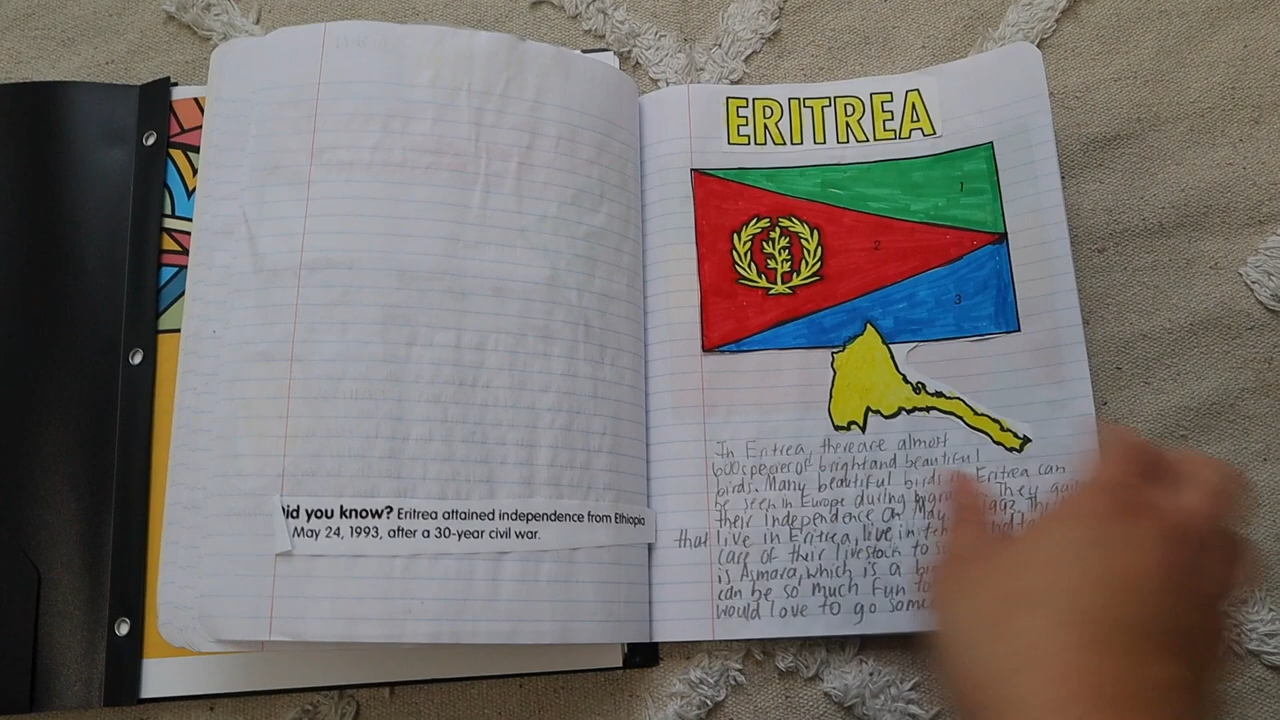 Did you know? Eritrea attained independence from Ethiopia
May 24, 1993, after a 30-year civil war.
ERITREA
1
2
3
In Eritrea, there are almost
600 species of bright and beautiful
birds. Many beautiful birds in Eritrea can
be seen in Europe during They
their independence on May 1993.
that live in Eritrea, live in
care of their livestock to
is Asmara, which is a
can be so much fun to
would love to go